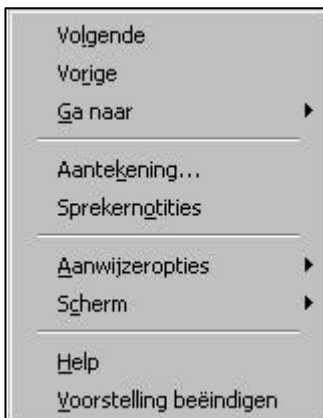 Volgende
Vorige
Ga naar
Aantekening...
Sprekernotities
Aanwijzeropties
Scherm
Help
Voorstelling beëindigen